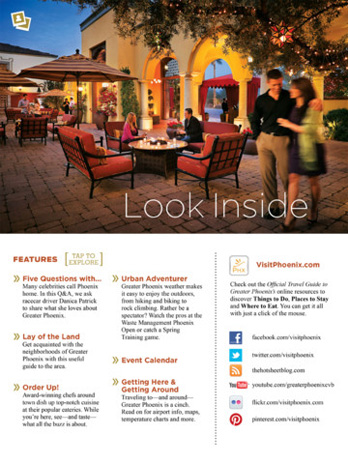 Look Inside
FEATURES [TAP TO
EXPLORE]
Five Questions with...
Many celebrities call Phoenix
home. In this Q&A, we ask
racecar driver Danica Patrick
to share what she loves about
Greater Phoenix.
Lay of the Land
Get acquainted with the
neighborhoods of Greater
Phoenix with this useful
guide to the area.
Order Up!
Award-winning chefs around
town dish up top-notch cuisine
at their popular eateries. While
you're here, see—and taste—
what all the buzz is about.
Urban Adventurer
Greater Phoenix weather makes
it easy to enjoy the outdoors,
from hiking and biking to
rock climbing. Rather be a
spectator? Watch the pros at the
Waste Management Phoenix
Open or catch a Spring
Training game.
Event Calendar
Getting Here &
Getting Around
Traveling to—and around—
Greater Phoenix is a cinch.
Read on for airport info, maps,
temperature charts and more.
VisitPhoenix.com
Check out the Official Travel Guide to
Greater Phoenix's online resources to
discover Things to Do, Places to Stay
and Where to Eat. You can get it all
with just a click of the mouse.
facebook.com/visitphoenix
twitter.com/visitphoenix
thehotsheetblog.com
You Tube youtube.com/greaterphoenixcvb
flickr.com/visitphoenix
pinterest.com/visitphoenix